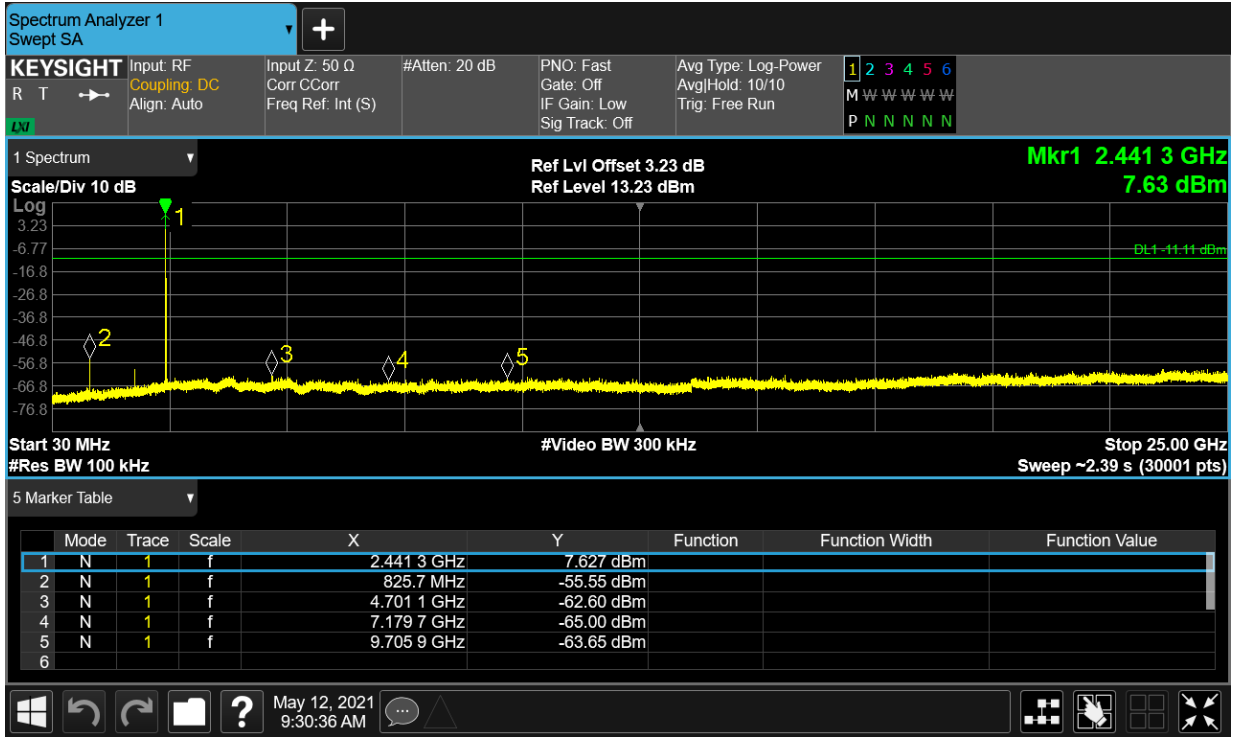 Spectrum Analyzer 1
Swept SA
KEYSIGHT
R T
LXI
Input: RF
Coupling: DC
Align: Auto
Input Z: 50 Ω
Corr CCorr
Freq Ref: Int (S)
#Atten: 20 dB
PNO: Fast
Gate: Off
IF Gain: Low
Sig Track: Off
Avg Type: Log-Power
Avg|Hold: 10/10
Trig: Free Run
1 2 3 4 5 6
M W W W W W
P N N N N N
1 Spectrum
Scale/Div 10 dB
Ref Lvl Offset 3.23 dB
Ref Level 13.23 dBm
Mkr1 2.441 3 GHz
7.63 dBm
Log
3.23
-6.77
-16.8
-26.8
-36.8
-46.8
-56.8
-66.8
-76.8
1
DL1 -11.11 dBm
2
3
4
5
Start 30 MHz
#Video BW 300 kHz
Stop 25.00 GHz
#Res BW 100 kHz
Sweep ~2.39 s (30001 pts)
5 Marker Table
Mode Trace Scale X Y Function Function Width Function Value
1 N 1 f 2.441 3 GHz 7.627 dBm
2 N 1 f 825.7 MHz -55.55 dBm
3 N 1 f 4.701 1 GHz -62.60 dBm
4 N 1 f 7.179 7 GHz -65.00 dBm
5 N 1 f 9.705 9 GHz -63.65 dBm
6
?
May 12, 2021
9:30:36 AM